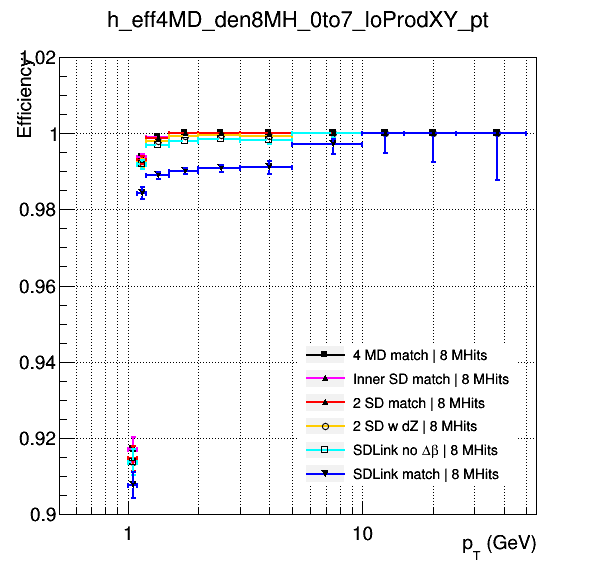 h_eff4MD_den8MH_0to7_loProdXY_pt
Efficiency
1.02
1
0.98
0.96
0.94
0.92
0.9
4 MD match | 8 MHits
Inner SD match | 8 MHits
2 SD match | 8 MHits
2 SD w dZ | 8 MHits
SDLink no Δβ | 8 MHits
SDLink match | 8 MHits
1
10
p_T (GeV)